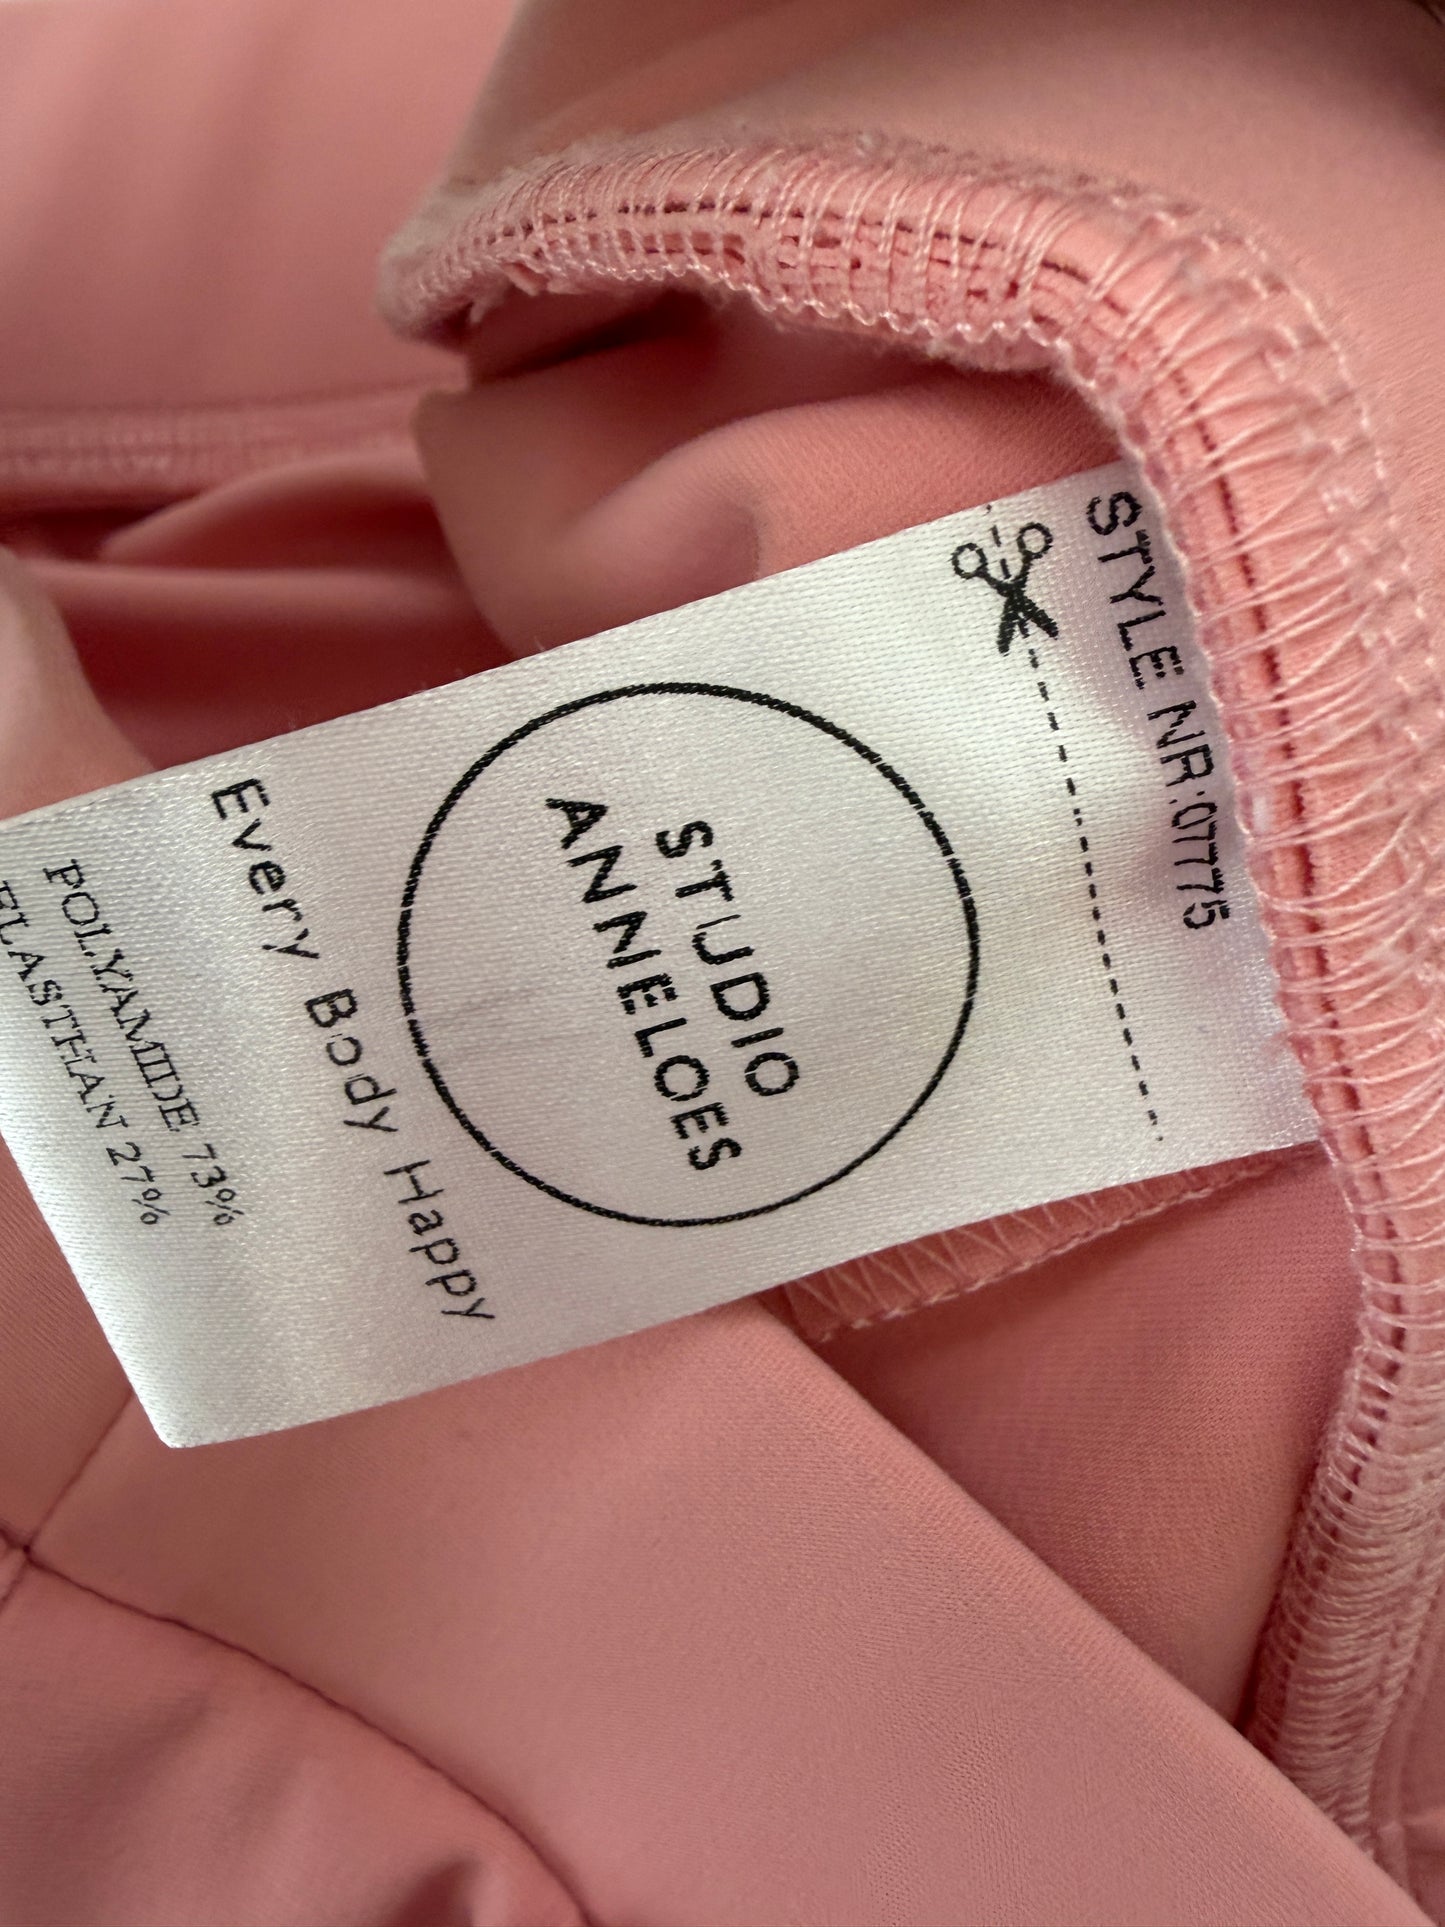 STYLE NR:07775
STUDIO
ANNELOES
Every Body Happy
POLYAMIDE 73%
ELASTHAN 27%